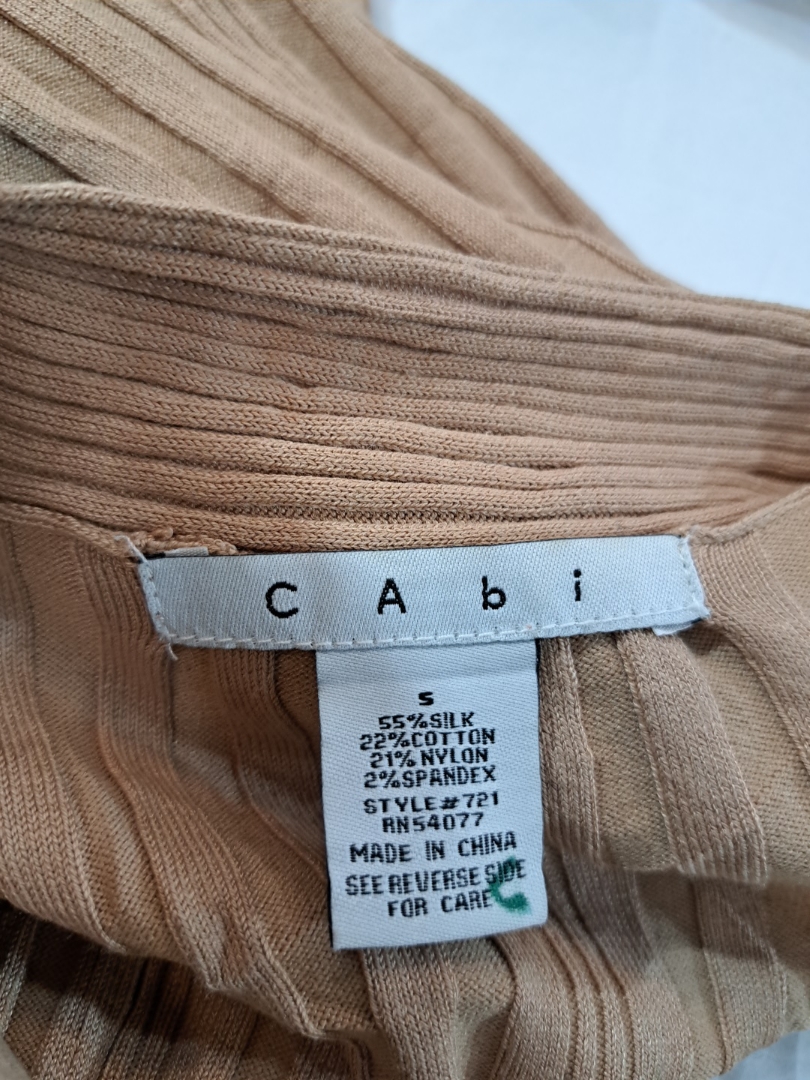 C A b i
S
55%SILK
22%COTTON
21%NYLON
2%SPANDEX
STYLE#721
RN54077
MADE IN CHINA
SEE REVERSE SIDE
FOR CARE